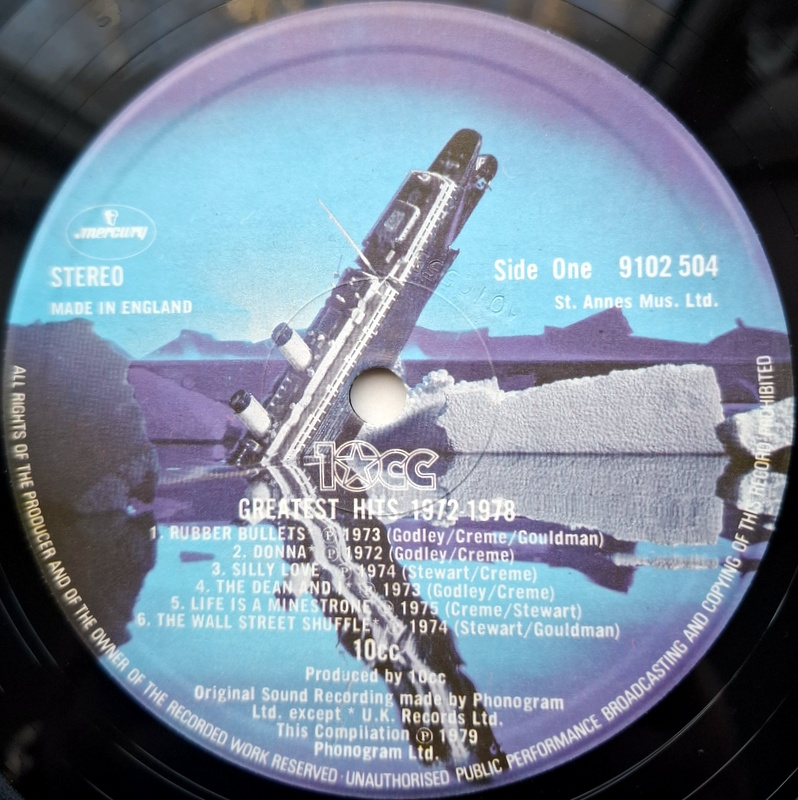 mercury
STEREO
MADE IN ENGLAND
Side One 9102 504
St. Annes Mus. Ltd.
10cc
GREATEST HITS 1972-1978
1. RUBBER BULLETS* ℗ 1973 (Godley/Creme/Gouldman)
2. DONNA* ℗ 1972 (Godley/Creme)
3. SILLY LOVE* ℗ 1974 (Stewart/Creme)
4. THE DEAN AND I* ℗ 1973 (Godley/Creme)
5. LIFE IS A MINESTRONE ℗ 1975 (Creme/Stewart)
6. THE WALL STREET SHUFFLE* ℗ 1974 (Stewart/Gouldman)
10cc
Produced by 10cc
Original Sound Recording made by Phonogram
Ltd. except * U.K. Records Ltd.
This Compilation ℗ 1979
Phonogram Ltd.
ALL RIGHTS OF THE PRODUCER AND OF THE OWNER OF THE RECORDED WORK RESERVED · UNAUTHORISED PUBLIC PERFORMANCE BROADCASTING AND COPYING OF THIS RECORD PROHIBITED